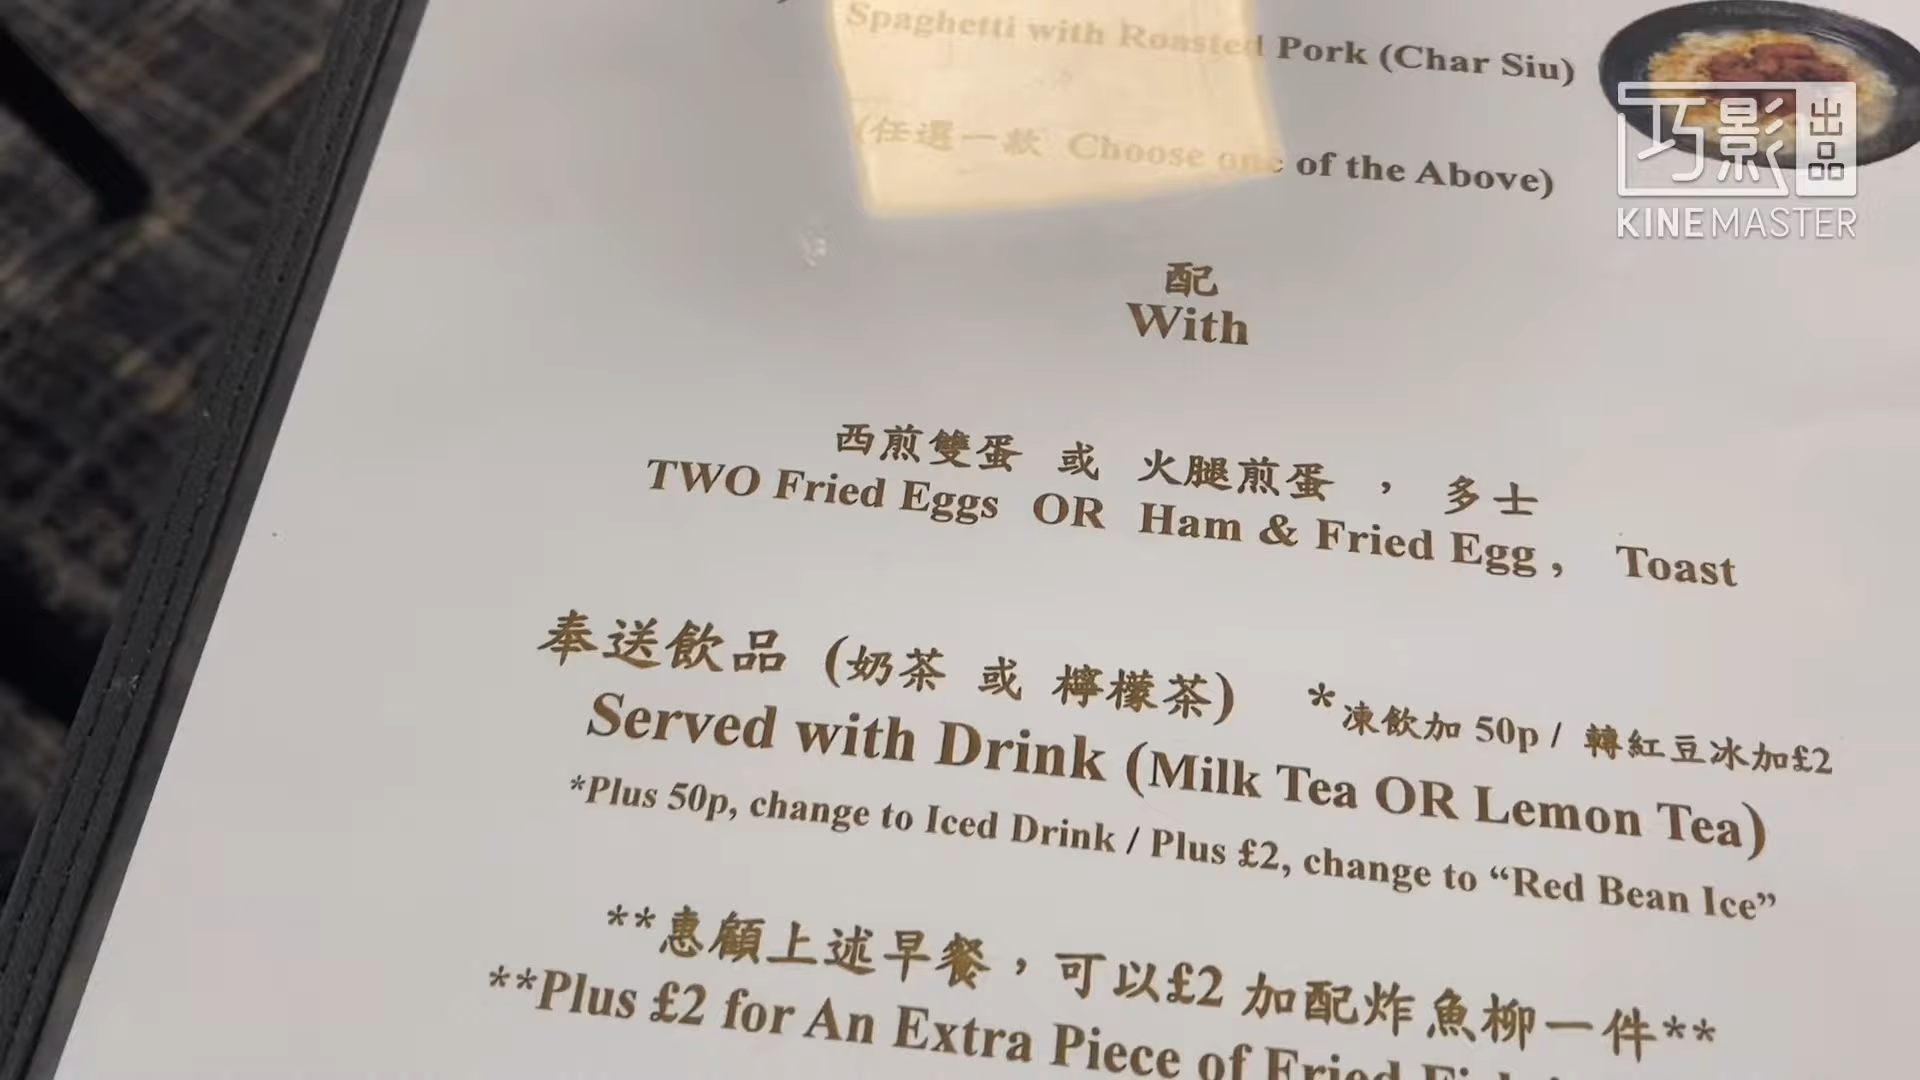 Spaghetti with Roasted Pork (Char Siu)
(任選一款 Choose one of the Above)
巧影出品
KINEMASTER
配
With
西煎雙蛋 或 火腿煎蛋 , 多士
TWO Fried Eggs OR Ham & Fried Egg , Toast
奉送飲品 (奶茶 或 檸檬茶) *凍飲加 50p / 轉紅豆冰加£2
Served with Drink (Milk Tea OR Lemon Tea)
*Plus 50p, change to Iced Drink / Plus £2, change to “Red Bean Ice”
**惠顧上述早餐，可以£2 加配炸魚柳一件**
**Plus £2 for An Extra Piece of Fried